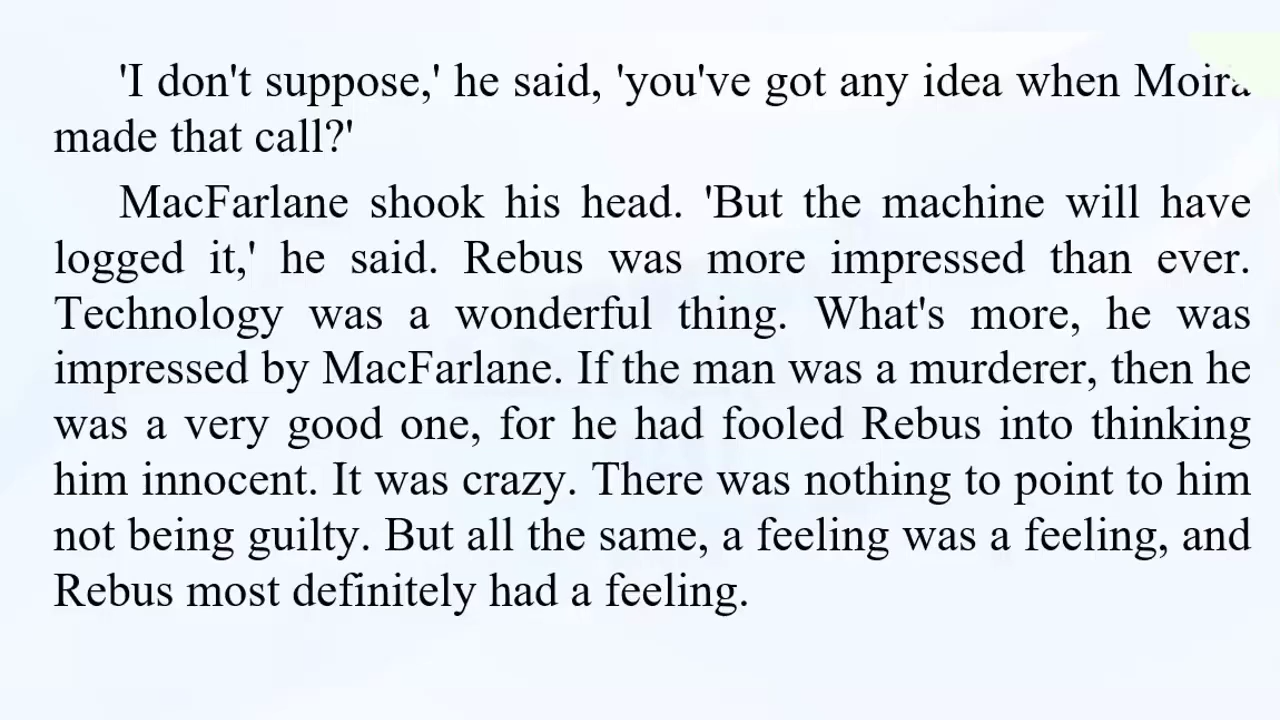 'I don't suppose,' he said, 'you've got any idea when Moira
made that call?'
MacFarlane shook his head. 'But the machine will have
logged it,' he said. Rebus was more impressed than ever.
Technology was a wonderful thing. What's more, he was
impressed by MacFarlane. If the man was a murderer, then he
was a very good one, for he had fooled Rebus into thinking
him innocent. It was crazy. There was nothing to point to him
not being guilty. But all the same, a feeling was a feeling, and
Rebus most definitely had a feeling.